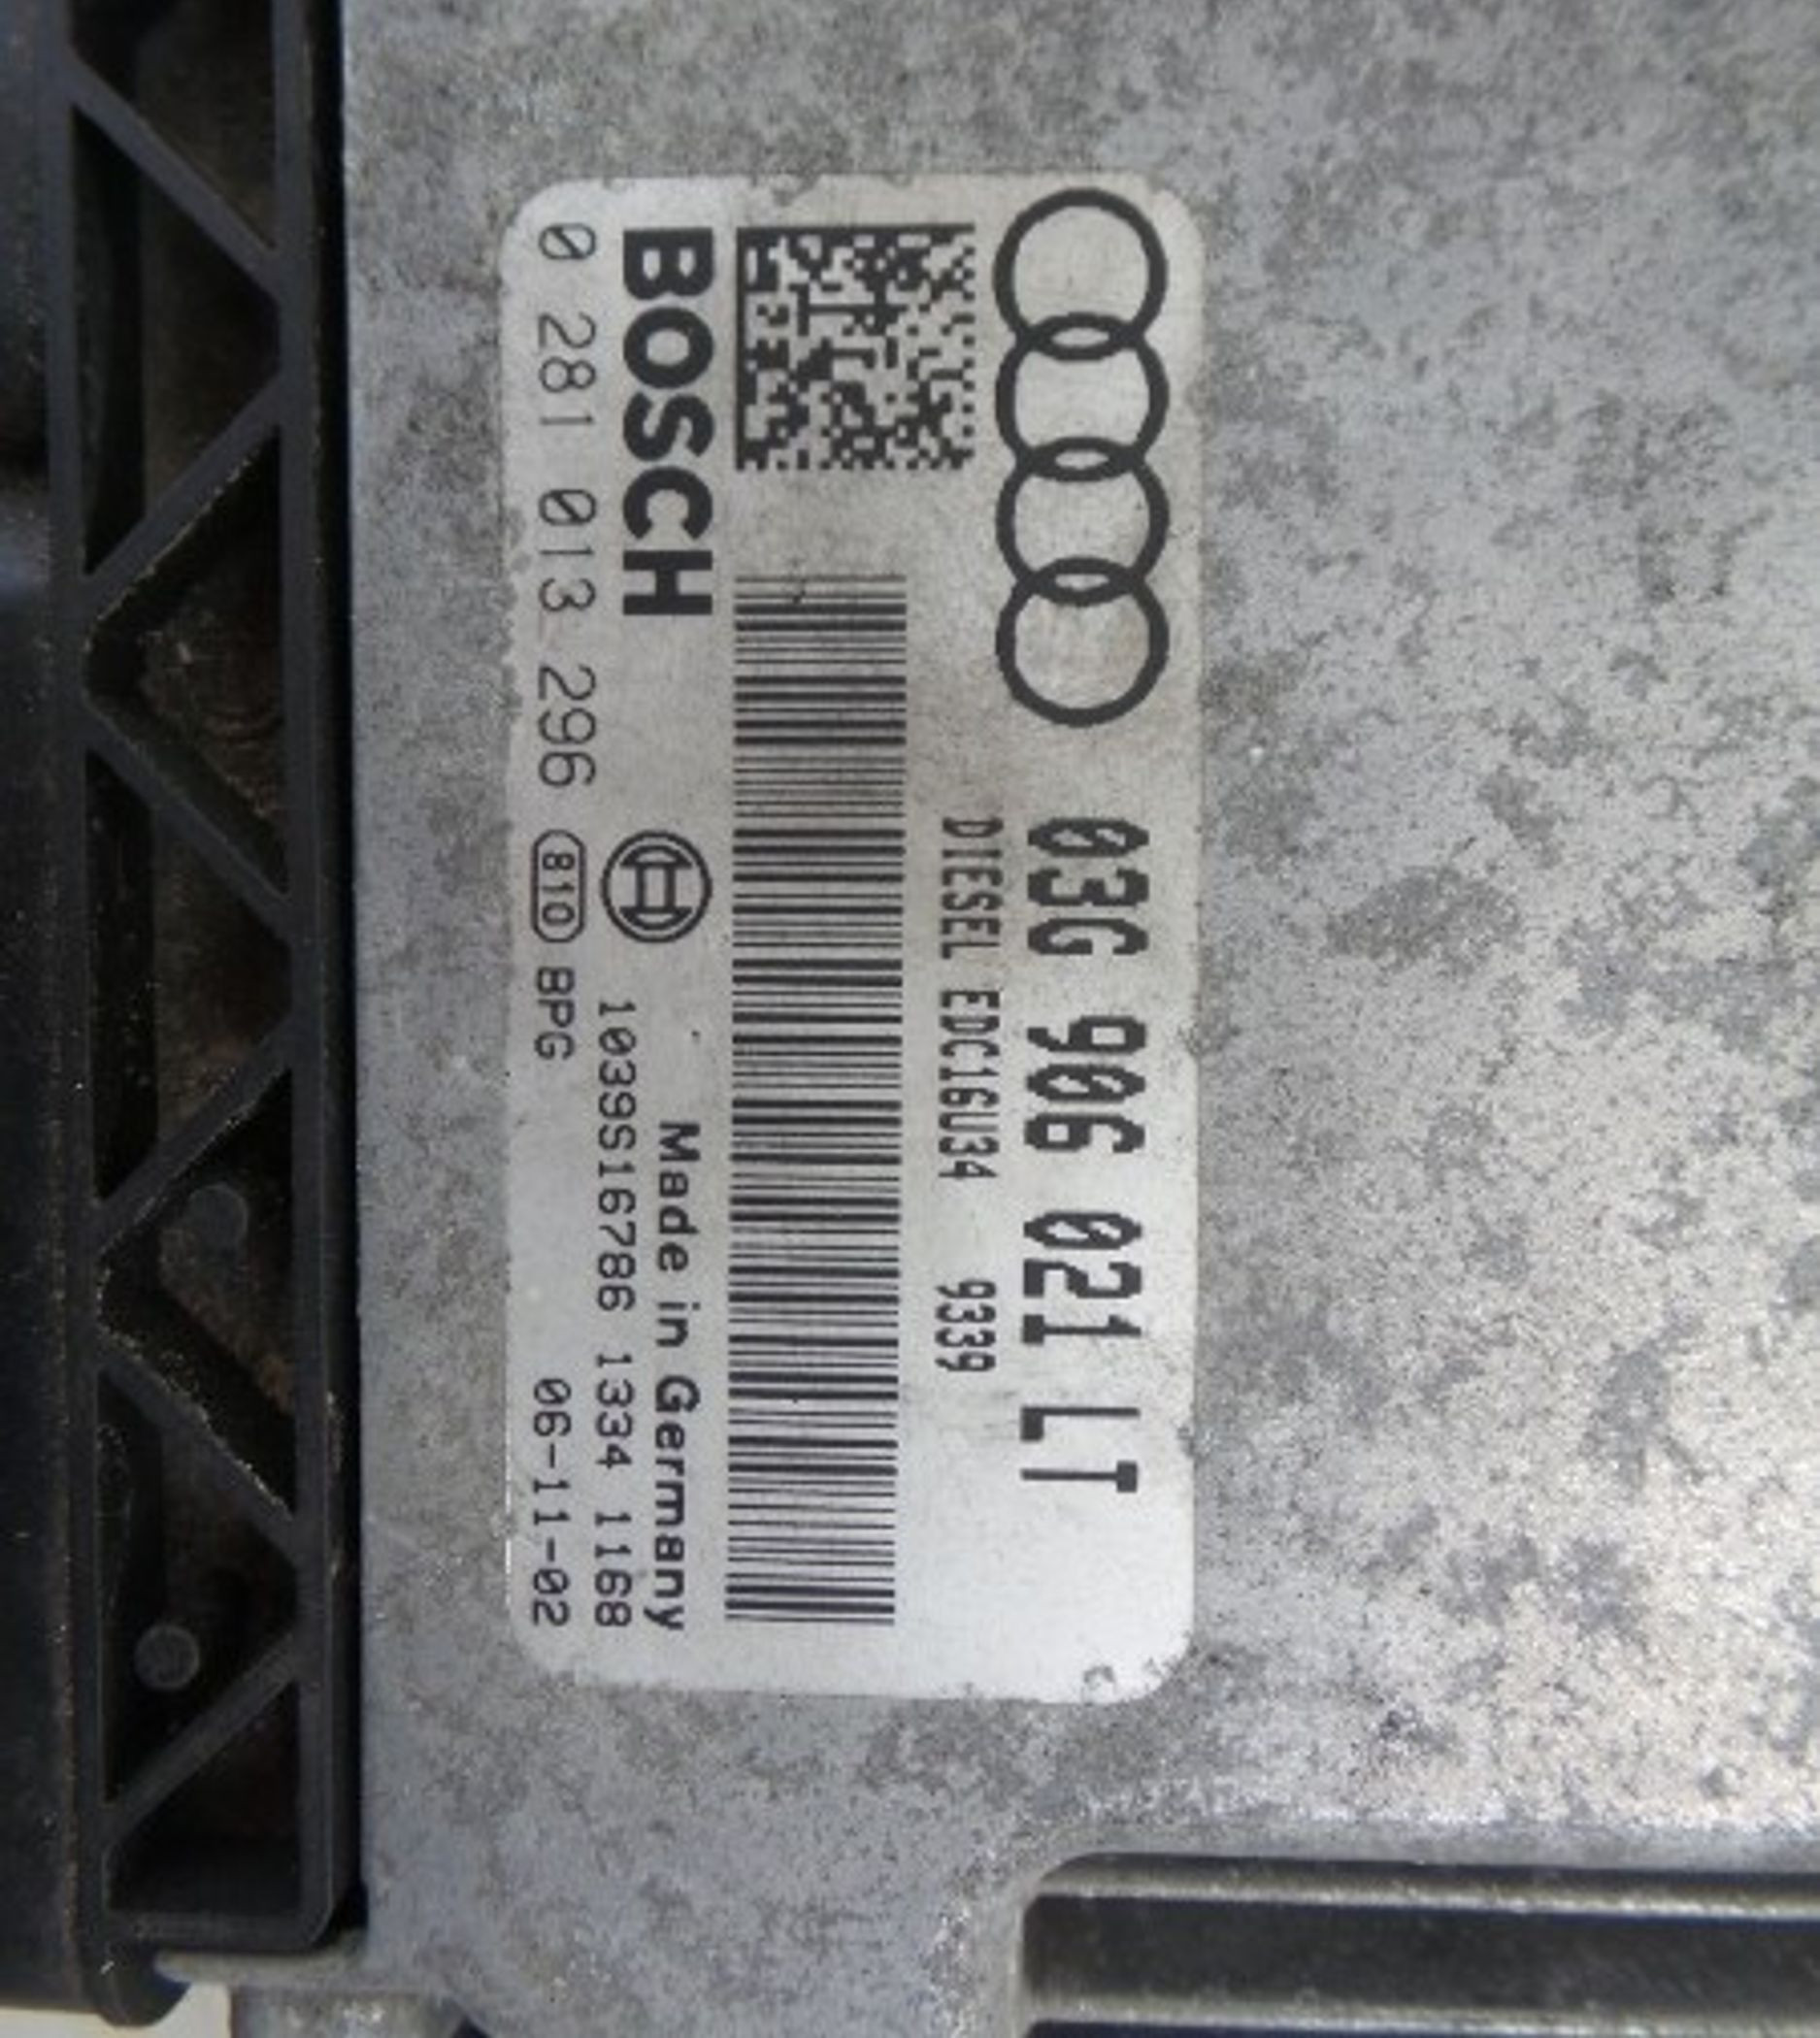 03G 906 021 LT
DIESEL EDC16U34 9339
BOSCH
Made in Germany
1039S16786 1334 1168
0 281 013 296 810 BPG 06-11-02